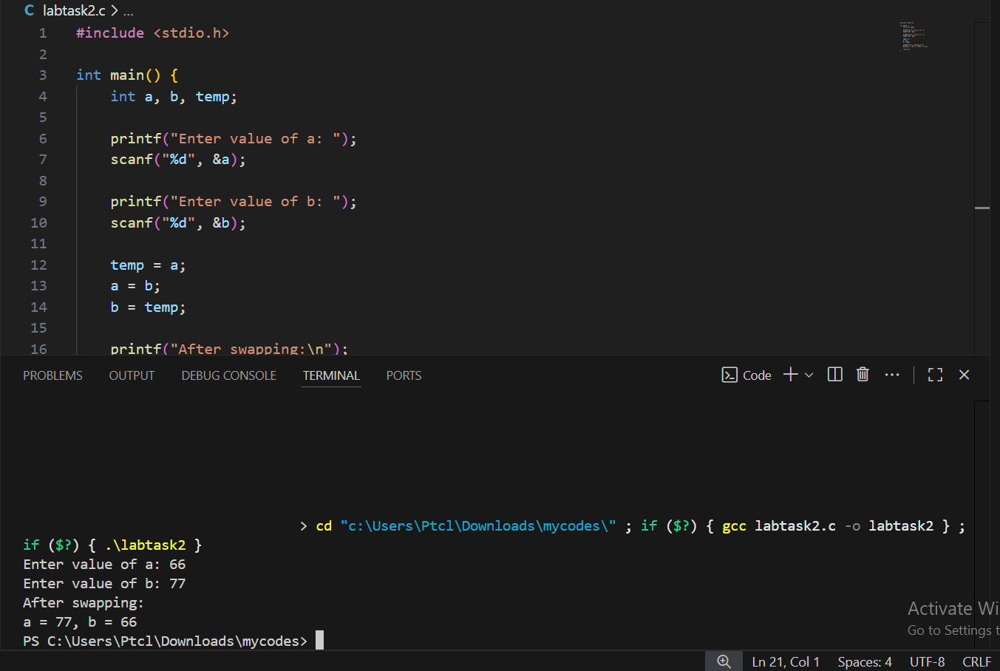 C labtask2.c > ...
1 #include <stdio.h>
2
3 int main() {
4     int a, b, temp;
5
6     printf("Enter value of a: ");
7     scanf("%d", &a);
8
9     printf("Enter value of b: ");
10     scanf("%d", &b);
11
12     temp = a;
13     a = b;
14     b = temp;
15
16     printf("After swapping:\n");
PROBLEMS OUTPUT DEBUG CONSOLE TERMINAL PORTS Code
> cd "c:\Users\Ptcl\Downloads\mycodes\" ; if ($?) { gcc labtask2.c -o labtask2 } ;
if ($?) { .\labtask2 }
Enter value of a: 66
Enter value of b: 77
After swapping:
a = 77, b = 66
PS C:\Users\Ptcl\Downloads\mycodes>
Activate Wi
Go to Settings t
Ln 21, Col 1 Spaces: 4 UTF-8 CRLF